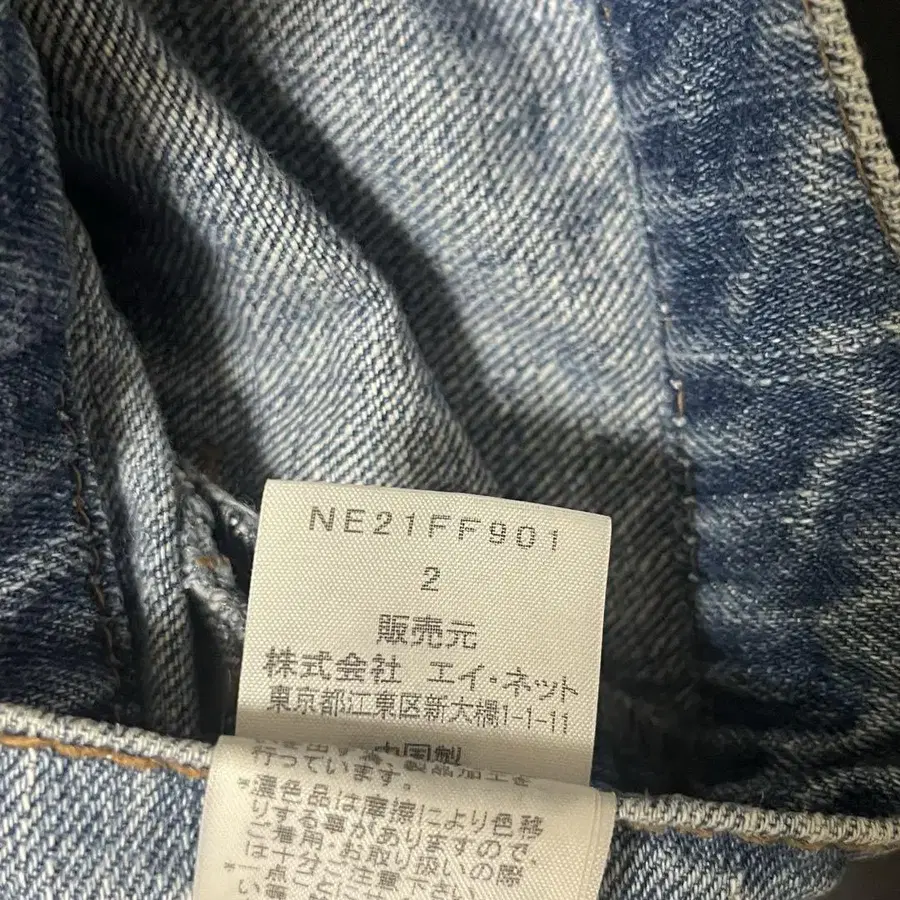 NE21FF901
2
販売元
株式会社 エイ・ネット
東京都江東区新大橋1-1-11
中国製
行っています。
*濃色品は摩擦により色移
りする事がありますので、
ご着用・お取扱いの際
は十分ご注意下さい